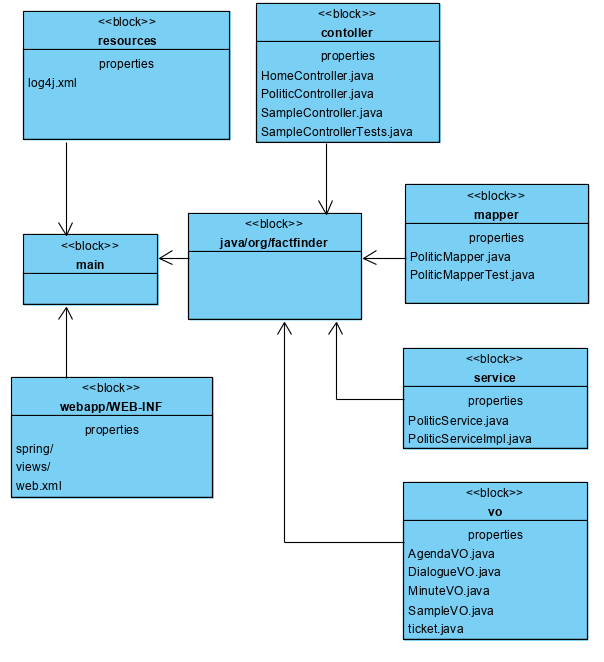 <<block>>
resources
properties
log4j.xml
<<block>>
contoller
properties
HomeController.java
PoliticController.java
SampleController.java
SampleControllerTests.java
<<block>>
mapper
properties
PoliticMapper.java
PoliticMapperTest.java
<<block>>
java/org/factfinder
<<block>>
main
<<block>>
service
properties
PoliticService.java
PoliticServiceImpl.java
<<block>>
webapp/WEB-INF
properties
spring/
views/
web.xml
<<block>>
vo
properties
AgendaVO.java
DialogueVO.java
MinuteVO.java
SampleVO.java
ticket.java